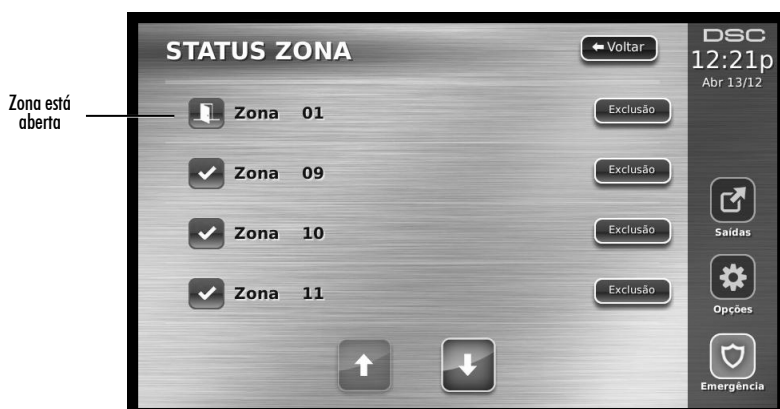 Zona está
aberta
STATUS ZONA
Voltar
Zona 01
Exclusão
Zona 09
Exclusão
Zona 10
Exclusão
Zona 11
Exclusão
DSC
12:21p
Abr 13/12
Saídas
Opções
Emergência